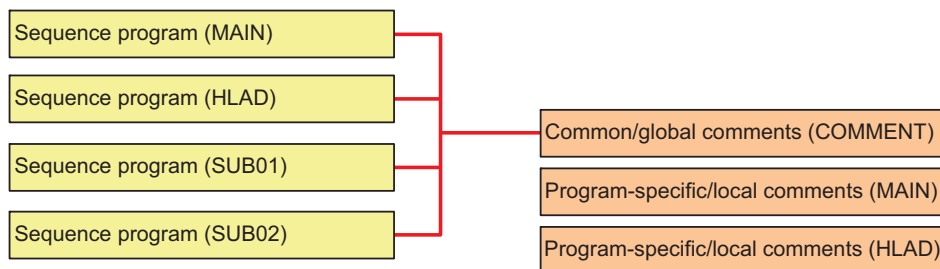 Sequence program (MAIN)
Sequence program (HLAD)
Sequence program (SUB01)
Sequence program (SUB02)
Common/global comments (COMMENT)
Program-specific/local comments (MAIN)
Program-specific/local comments (HLAD)